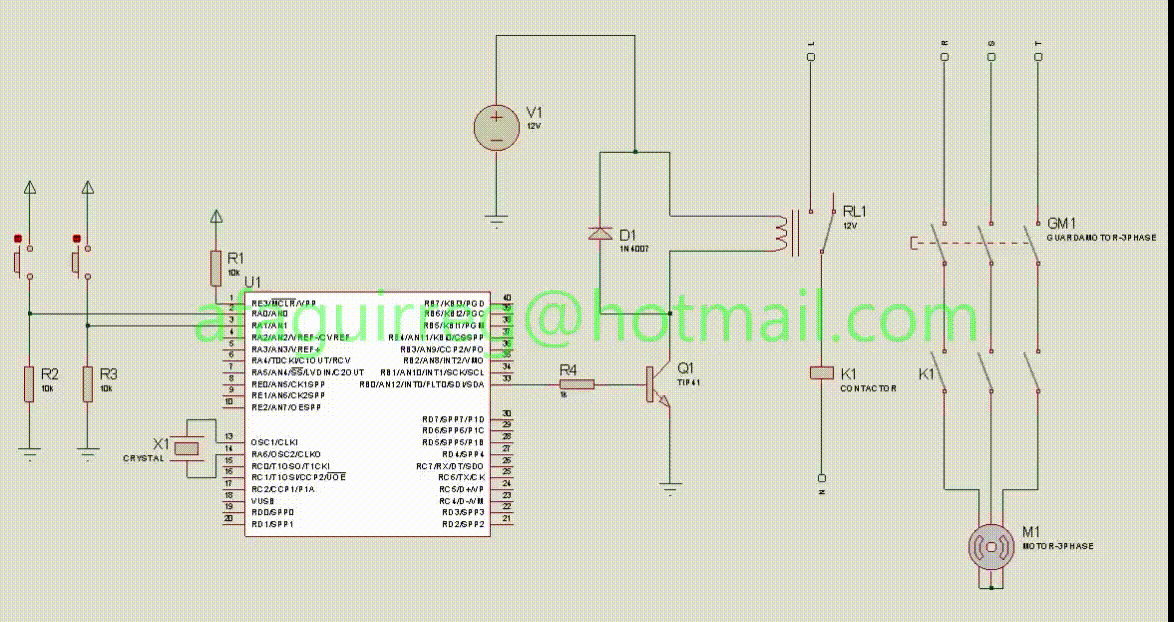 L
R
S
T
V1
12V
RL1
12V
GM1
GUARDAMOTOR-3PHASE
D1
1N4007
R1
10k
U1
1 RE3/MCLR/VPP
2 RA0/AN0
3 RA1/AN1
4 RA2/AN2/VREF-/CVREF
5 RA3/AN3/VREF+
6 RA4/T0CKI/C1OUT/RCV
7 RA5/AN4/SS/LVDIN/C2OUT
8 RE0/AN5/CK1SPP
9 RE1/AN6/CK2SPP
10 RE2/AN7/OESPP
13 OSC1/CLKI
14 RA6/OSC2/CLKO
15 RC0/T1OSO/T1CKI
16 RC1/T1OSI/CCP2/UOE
17 RC2/CCP1/P1A
18 VUSB
19 RD0/SPP0
20 RD1/SPP1
RB7/KBI3/PGD 40
RB6/KBI2/PGC
RB5/KBI1/PGM
RB4/AN11/KBI0/CSSPP
RB3/AN9/CCP2/VPO
RB2/AN8/INT2/VMO
RB1/AN10/INT1/SCK/SCL 34
RB0/AN12/INT0/FLT0/SDI/SDA 33
RD7/SPP7/P1D 30
RD6/SPP6/P1C 29
RD5/SPP5/P1B 28
RD4/SPP4 27
RC7/RX/DT/SDO 26
RC6/TX/CK 25
RC5/D+/VP 24
RC4/D-/VM 23
RD3/SPP3 22
RD2/SPP2 21
R2
10k
R3
10k
R4
1k
Q1
TIP41
K1
CONTACTOR
K1
X1
CRYSTAL
N
M1
MOTOR-3PHASE